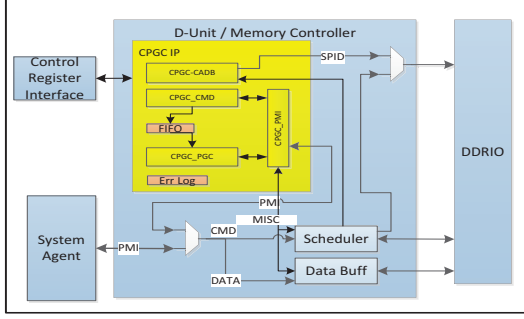 D-Unit / Memory Controller
CPGC IP
SPID
Control
Register
Interface
CPGC-CADB
CPGC_CMD
FIFO
CPGC_PMI
CPGC_PGC
DDRIO
Err Log
PMI
MISC
System
Agent
PMI
CMD
Scheduler
DATA
Data Buff